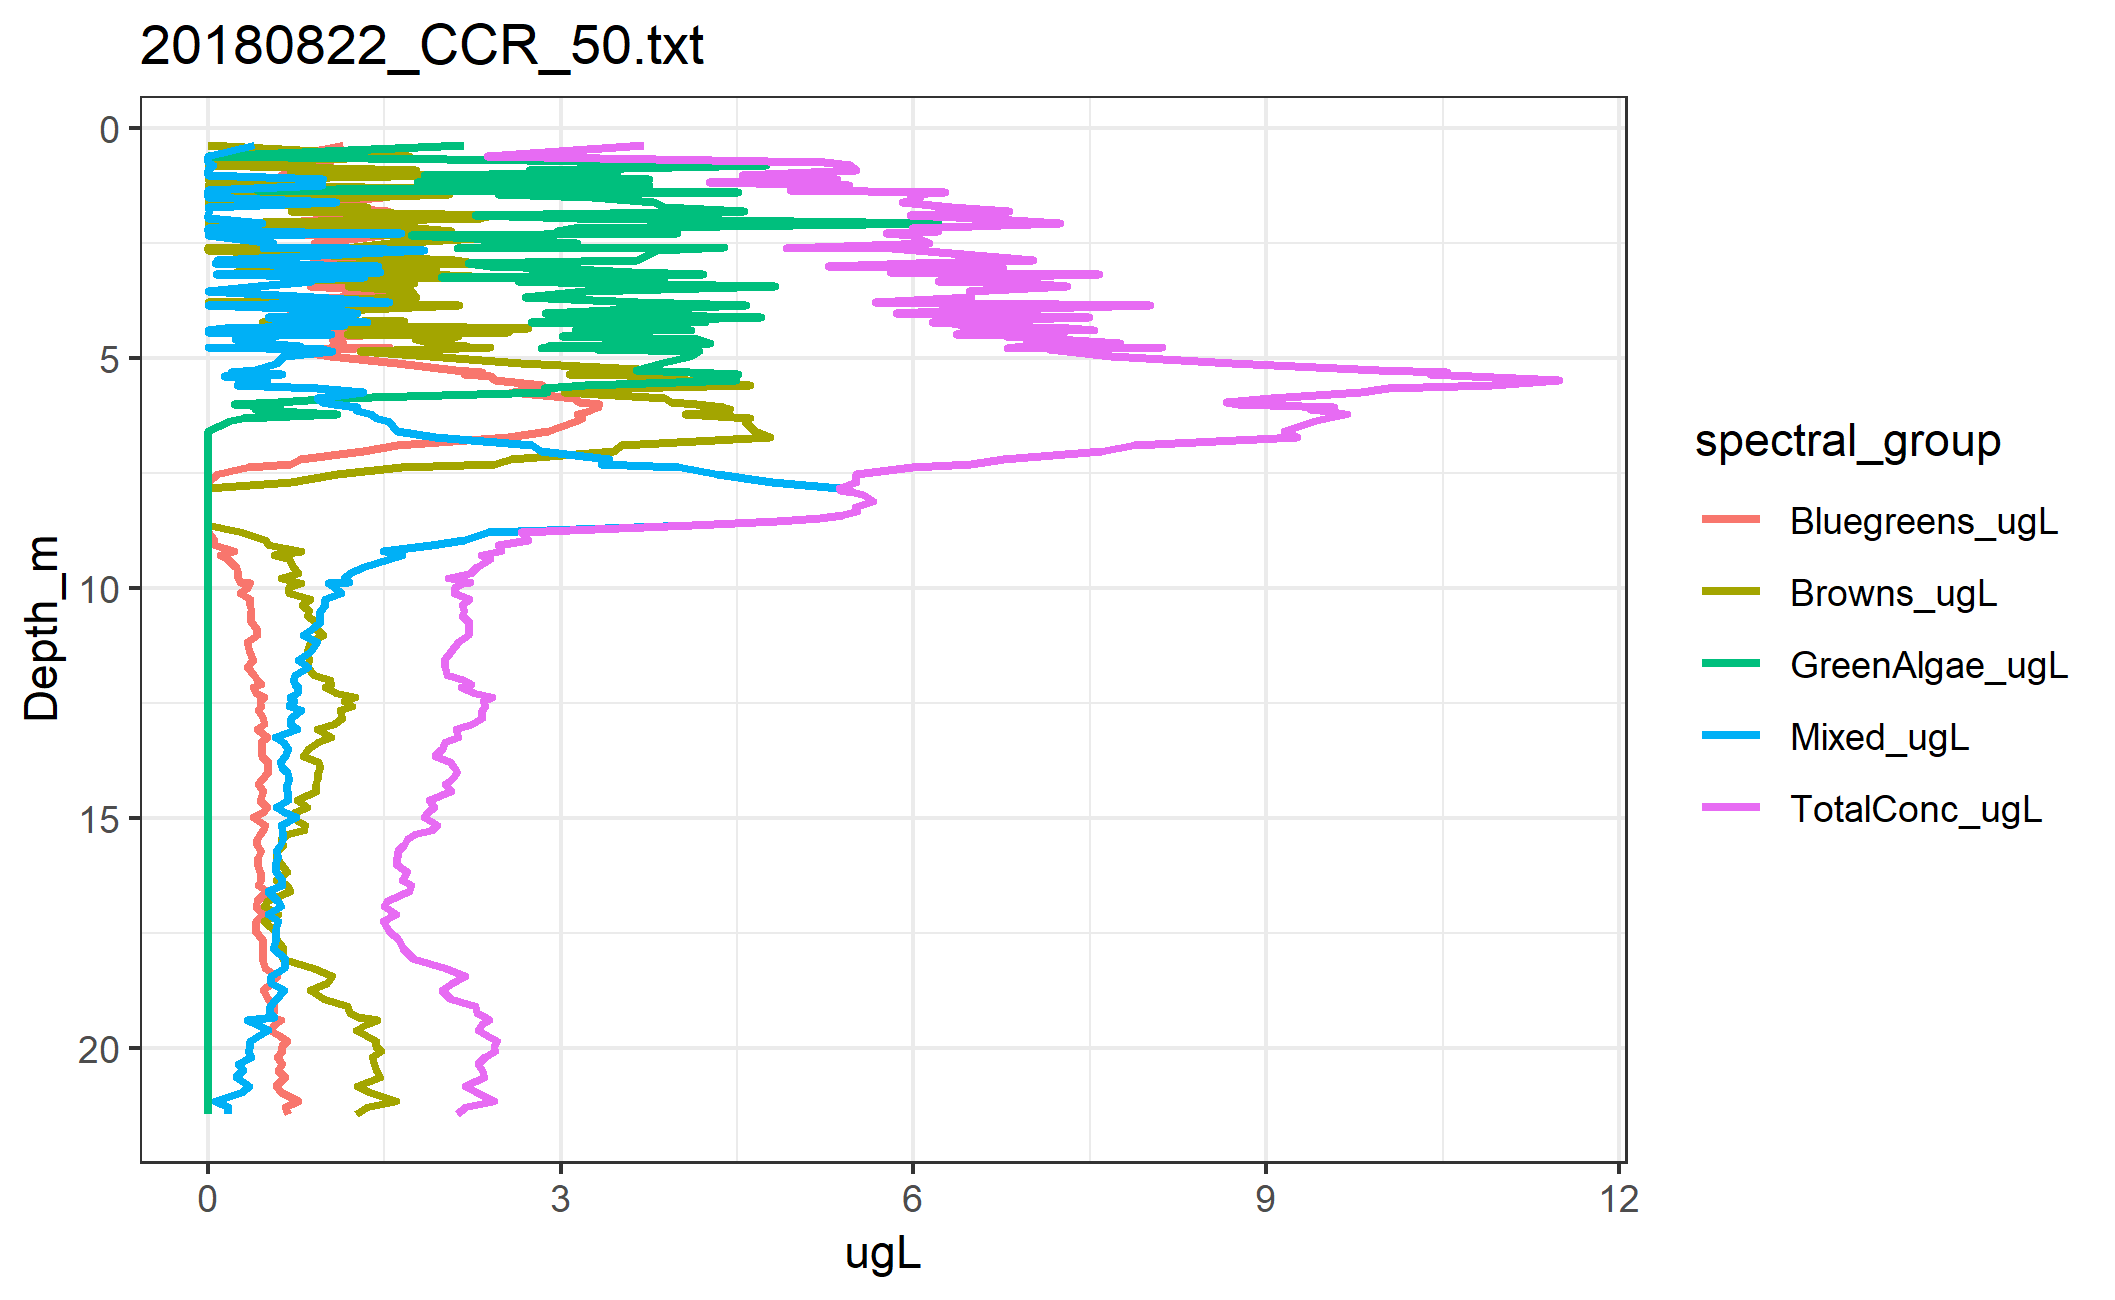 20180822_CCR_50.txt
0
5
10
15
20
Depth_m
0
3
6
9
12
ugL
spectral_group
Bluegreens_ugL
Browns_ugL
GreenAlgae_ugL
Mixed_ugL
TotalConc_ugL